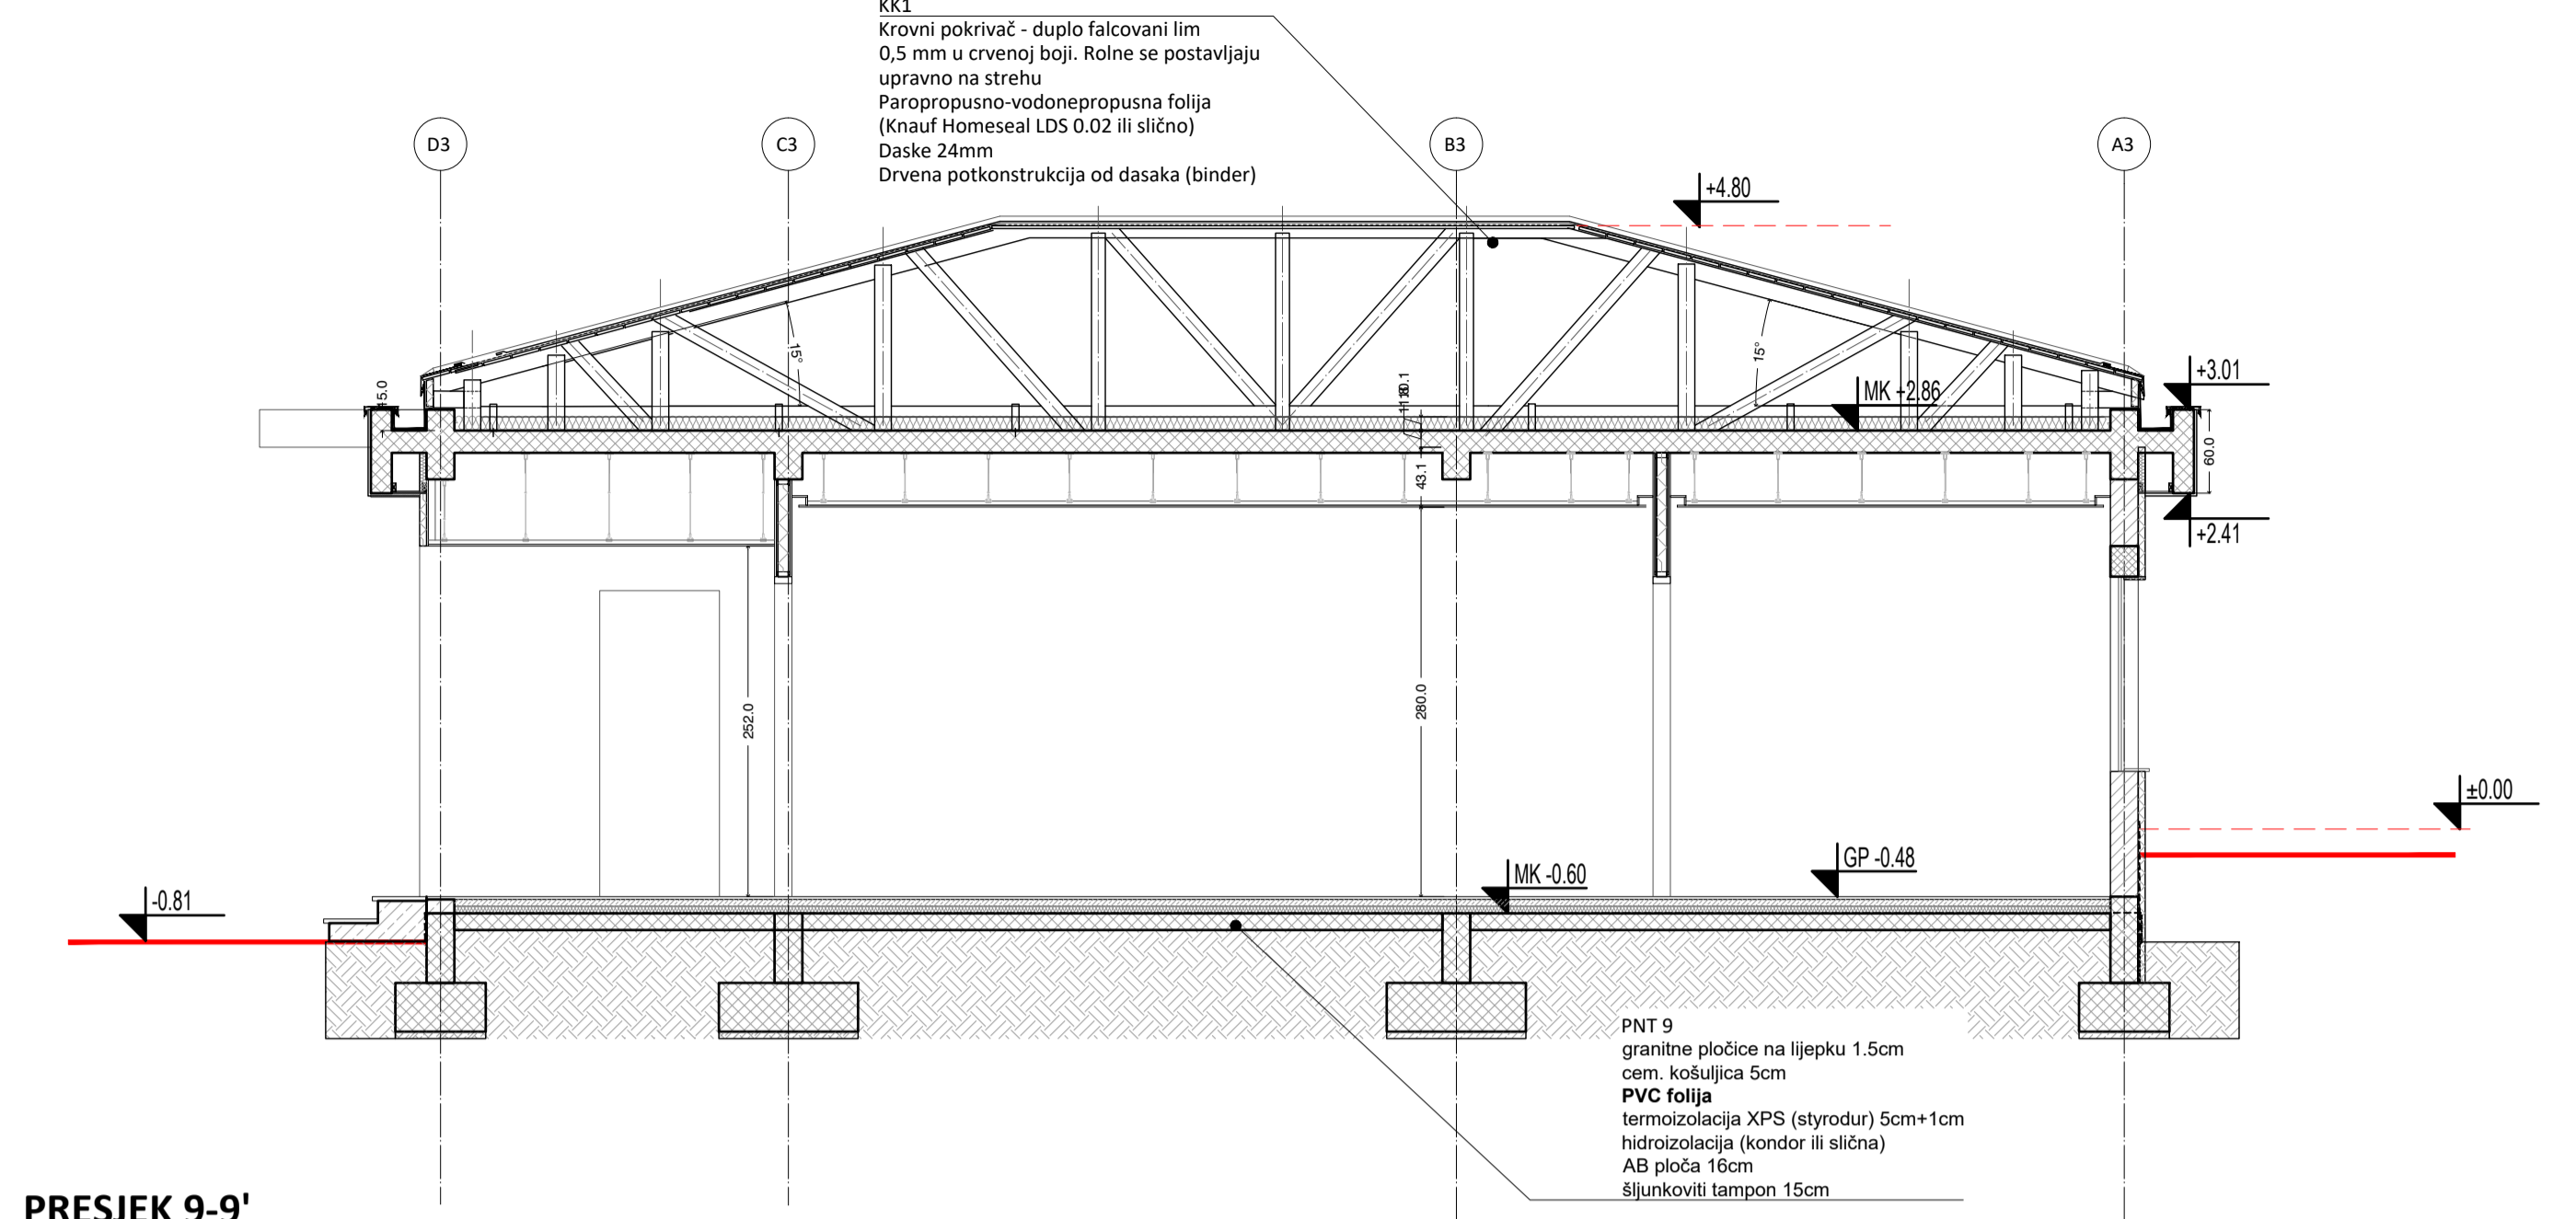 KK1
Krovni pokrivač - duplo falcovani lim
0,5 mm u crvenoj boji. Rolne se postavljaju
upravno na strehu
Paropropusno-vodonepropusna folija
(Knauf Homeseal LDS 0.02 ili slično)
Daske 24mm
Drvena potkonstrukcija od dasaka (binder)
D3
C3
B3
A3
+4.80
15°
15°
+3.01
MK +2.86
60.0
43.1
+2.41
252.0
280.0
±0.00
GP -0.48
MK -0.60
-0.81
PNT 9
granitne pločice na lijepku 1.5cm
cem. košuljica 5cm
PVC folija
termoizolacija XPS (styrodur) 5cm+1cm
hidroizolacija (kondor ili slična)
AB ploča 16cm
šljunkoviti tampon 15cm
PRESJEK 9-9'